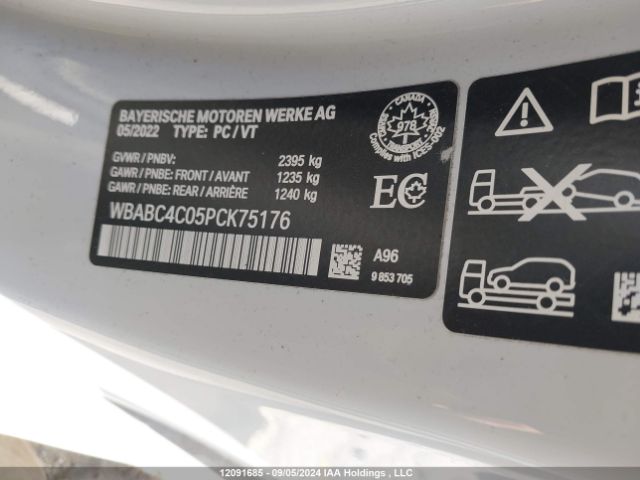 BAYERISCHE MOTOREN WERKE AG
05/2022 TYPE: PC/VT
GVWR / PNBV: 2395 kg
GAWR / PNBE: FRONT / AVANT 1235 kg
GAWR / PNBE: REAR / ARRIÈRE 1240 kg
WBABC4C05PCK75176
CANADA
978
TRANSPORT
Complies with ICES-002
EC
A96
9 853 705
12091685 - 09/05/2024 IAA Holdings, LLC